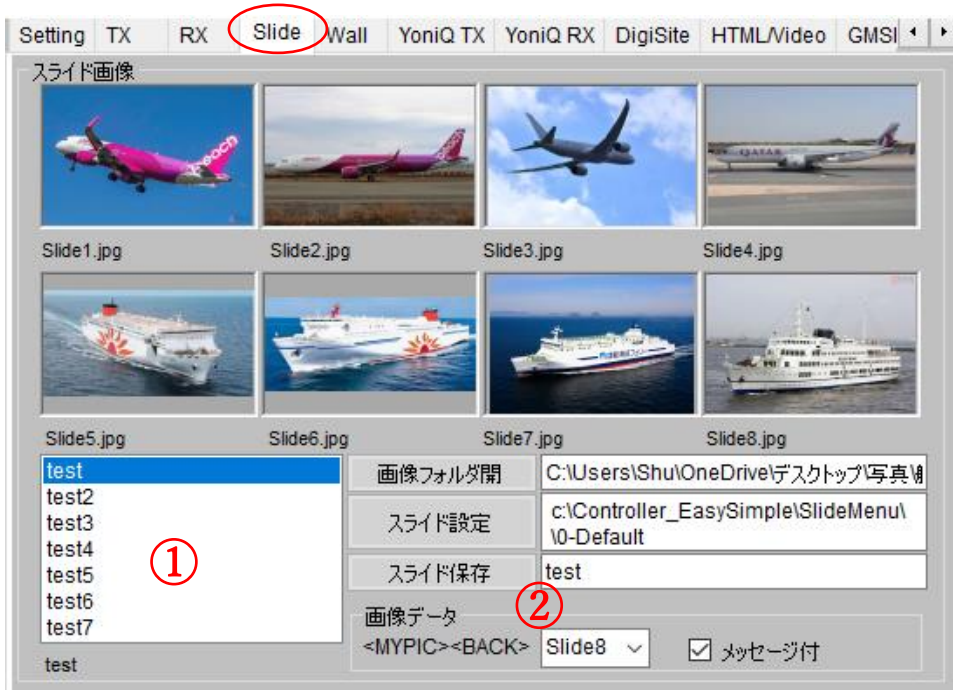 Setting TX RX Slide Wall YoniQ TX YoniQ RX DigiSite HTML/Video GMSI
スライド画像
peach
QATAR
Slide1.jpg Slide2.jpg Slide3.jpg Slide4.jpg
Slide5.jpg Slide6.jpg Slide7.jpg Slide8.jpg
test
test2
test3
test4
test5
test6
test7
①
test
画像フォルダ開 C:\Users\Shu\OneDrive\デスクトップ\写真\
スライド設定 c:\Controller_EasySimple\SlideMenu\
\0-Default
スライド保存 test
②
画像データ
<MYPIC><BACK> Slide8 メッセージ付